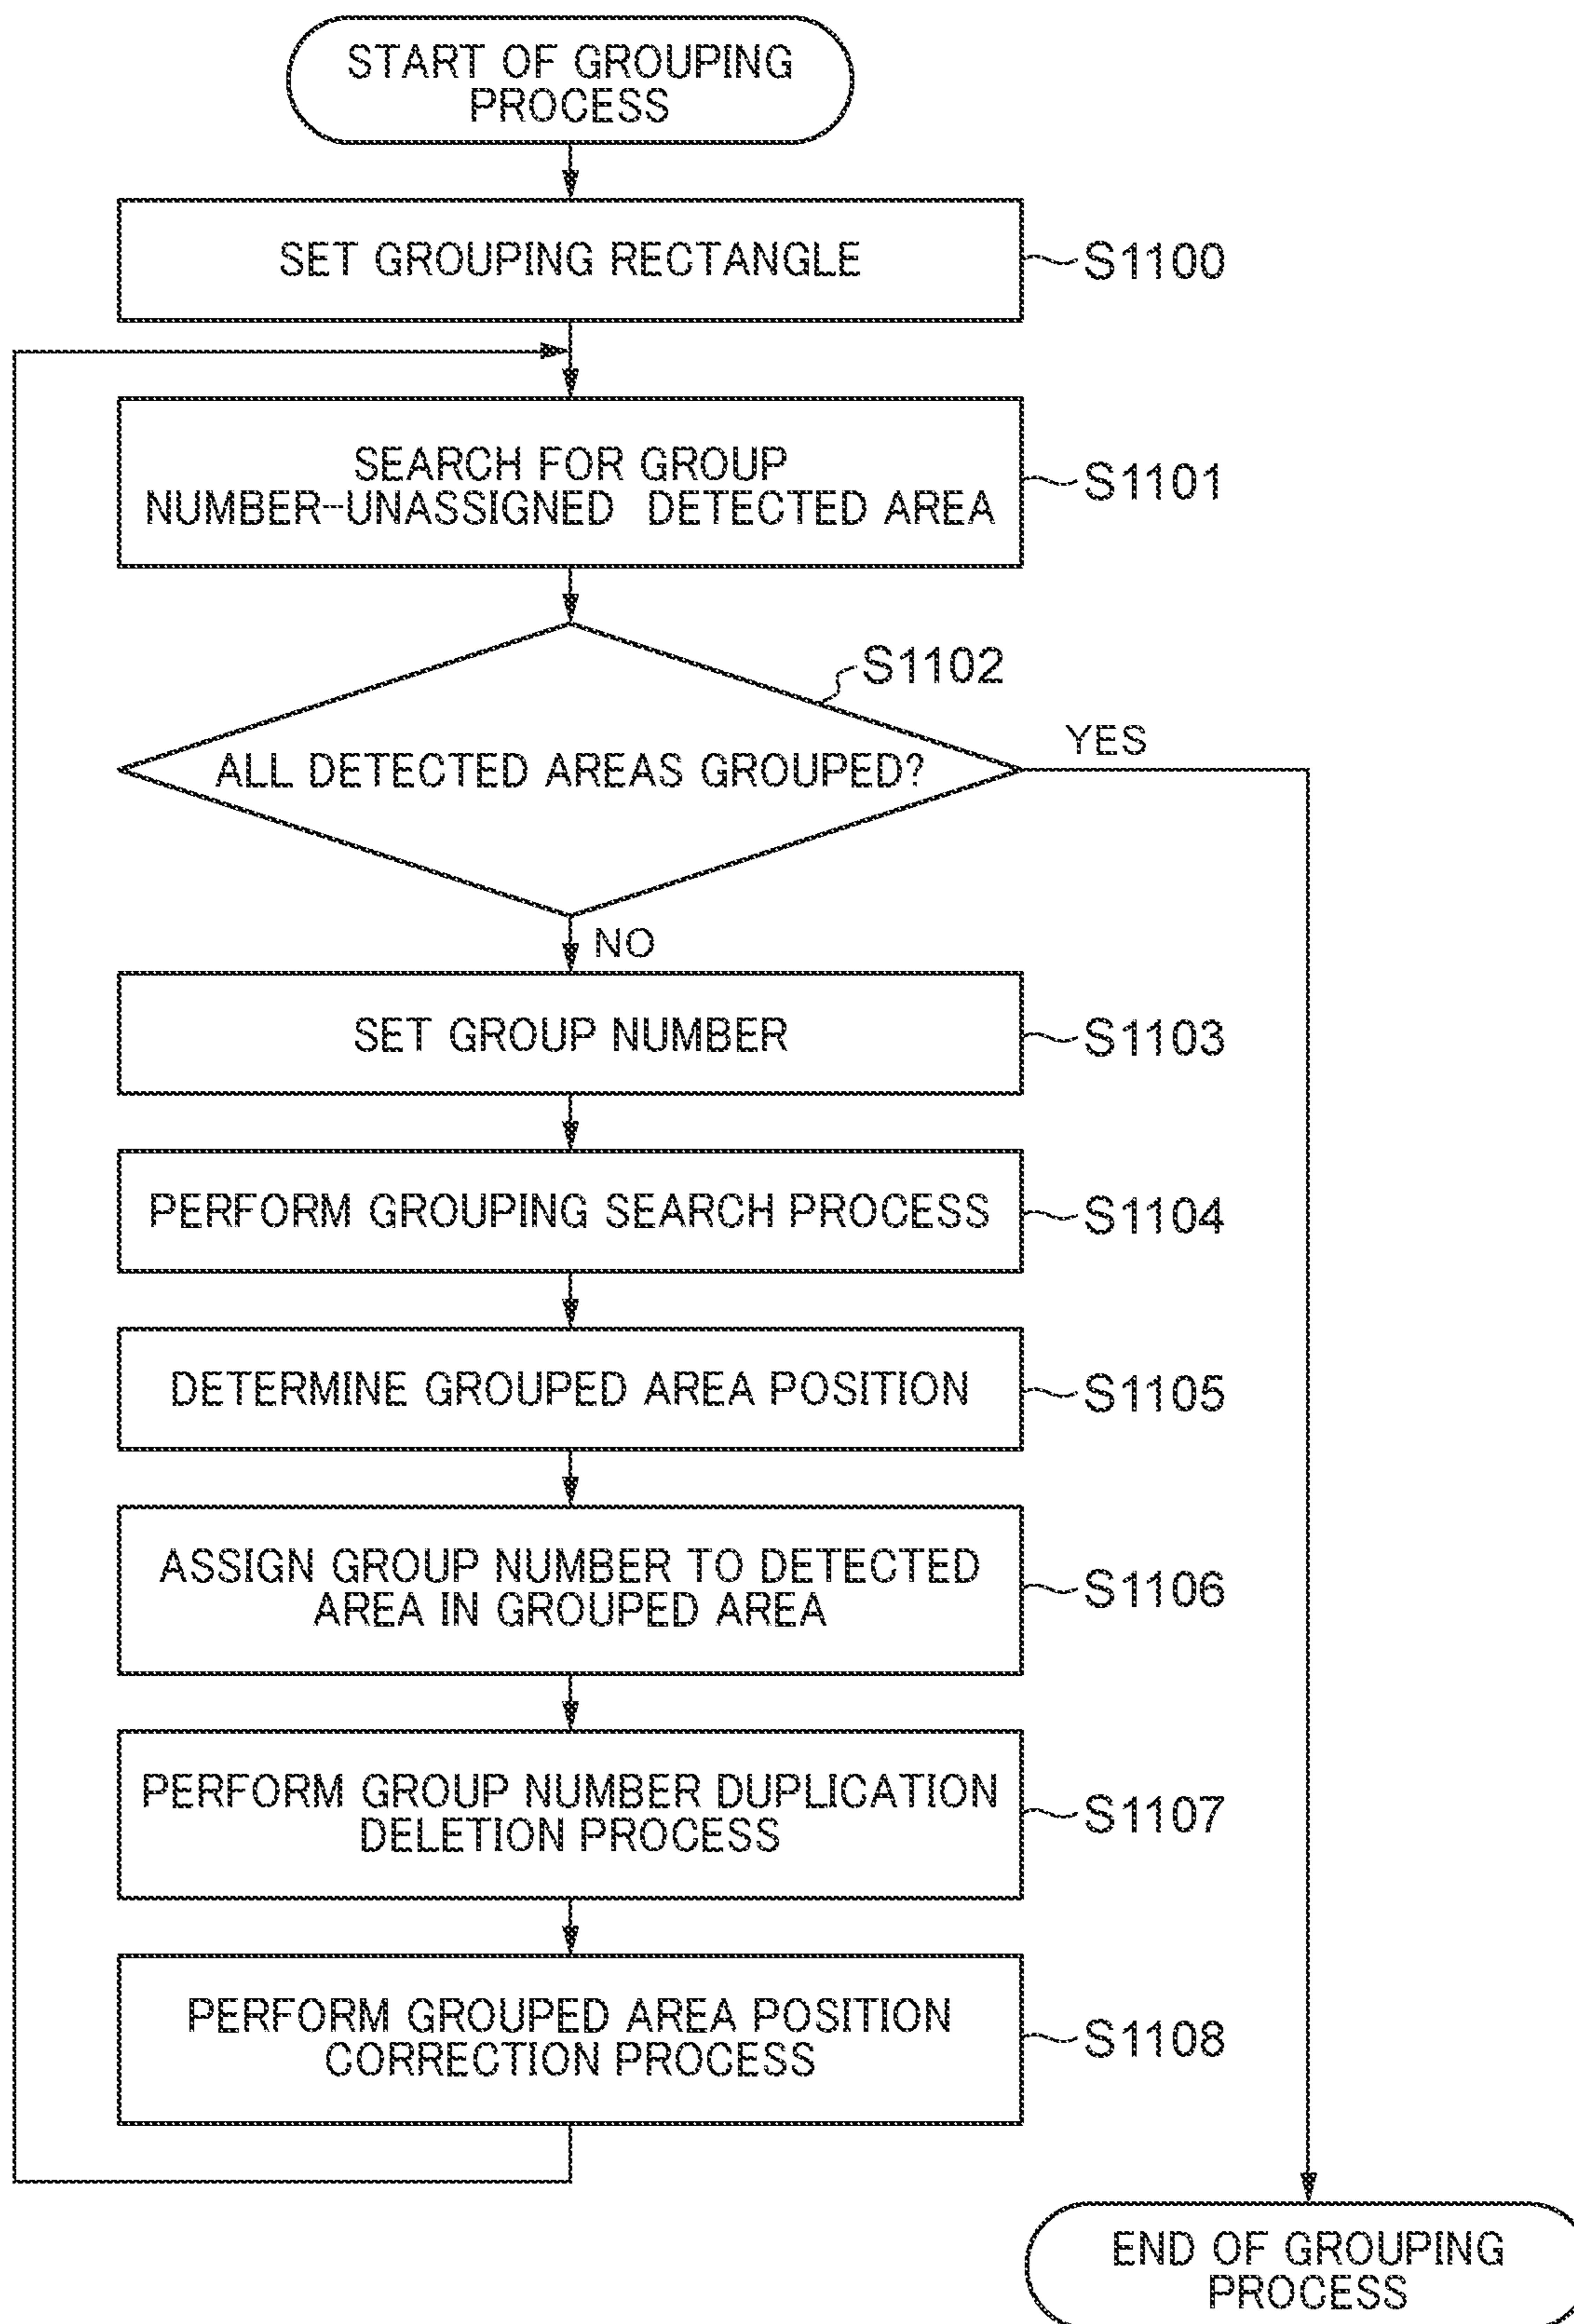 START OF GROUPING
PROCESS
SET GROUPING RECTANGLE
S1100
SEARCH FOR GROUP
NUMBER--UNASSIGNED DETECTED AREA
S1101
S1102
ALL DETECTED AREAS GROUPED?
YES
NO
SET GROUP NUMBER
S1103
PERFORM GROUPING SEARCH PROCESS
S1104
DETERMINE GROUPED AREA POSITION
S1105
ASSIGN GROUP NUMBER TO DETECTED
AREA IN GROUPED AREA
S1106
PERFORM GROUP NUMBER DUPLICATION
DELETION PROCESS
S1107
PERFORM GROUPED AREA POSITION
CORRECTION PROCESS
S1108
END OF GROUPING
PROCESS